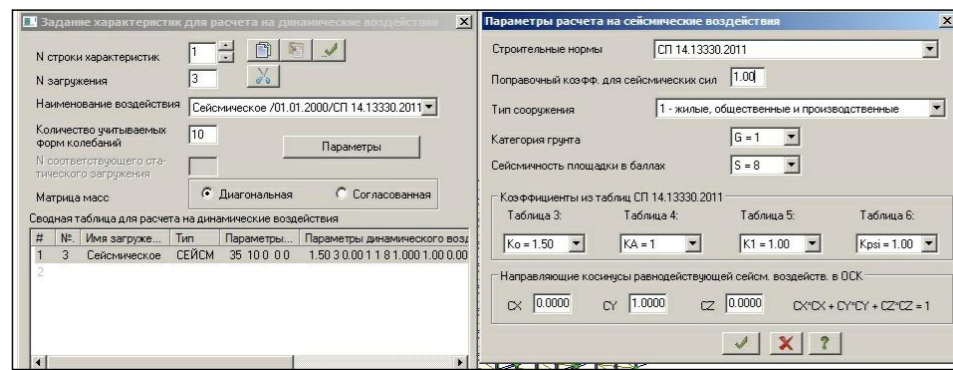 Задание характеристик для расчета на динамические воздействия
N строки характеристик
1
N загружения
3
Наименование воздействия
Сейсмическое /01.01.2000/СП 14.13330.2011
Количество учитываемых
форм колебаний
10
Параметры
N соответствующего ста-
тического загружения
Матрица масс
Диагональная
Согласованная
Сводная таблица для расчета на динамические воздействия
# №. Имя загруже... Тип Параметры... Параметры динамического возд
1 3 Сейсмическое СЕЙСМ 35 10 0 0 0 1.50 3 0.00 1 1 8 1.000 1.00 0.00
2
Параметры расчета на сейсмические воздействия
Строительные нормы
СП 14.13330.2011
Поправочный коэфф. для сейсмических сил
1.00
Тип сооружения
1 - жилые, общественные и производственные
Категория грунта
G = 1
Сейсмичность площадки в баллах
S = 8
Коэффициенты из таблиц СП 14.13330.2011
Таблица 3: Таблица 4: Таблица 5: Таблица 6:
Ko = 1.50 KA = 1 K1 = 1.00 Kpsi = 1.00
Направляющие косинусы равнодействующей сейсм. воздейств. в ОСК
CX 0.0000 CY 1.0000 CZ 0.0000 CX*CX + CY*CY + CZ*CZ = 1
?